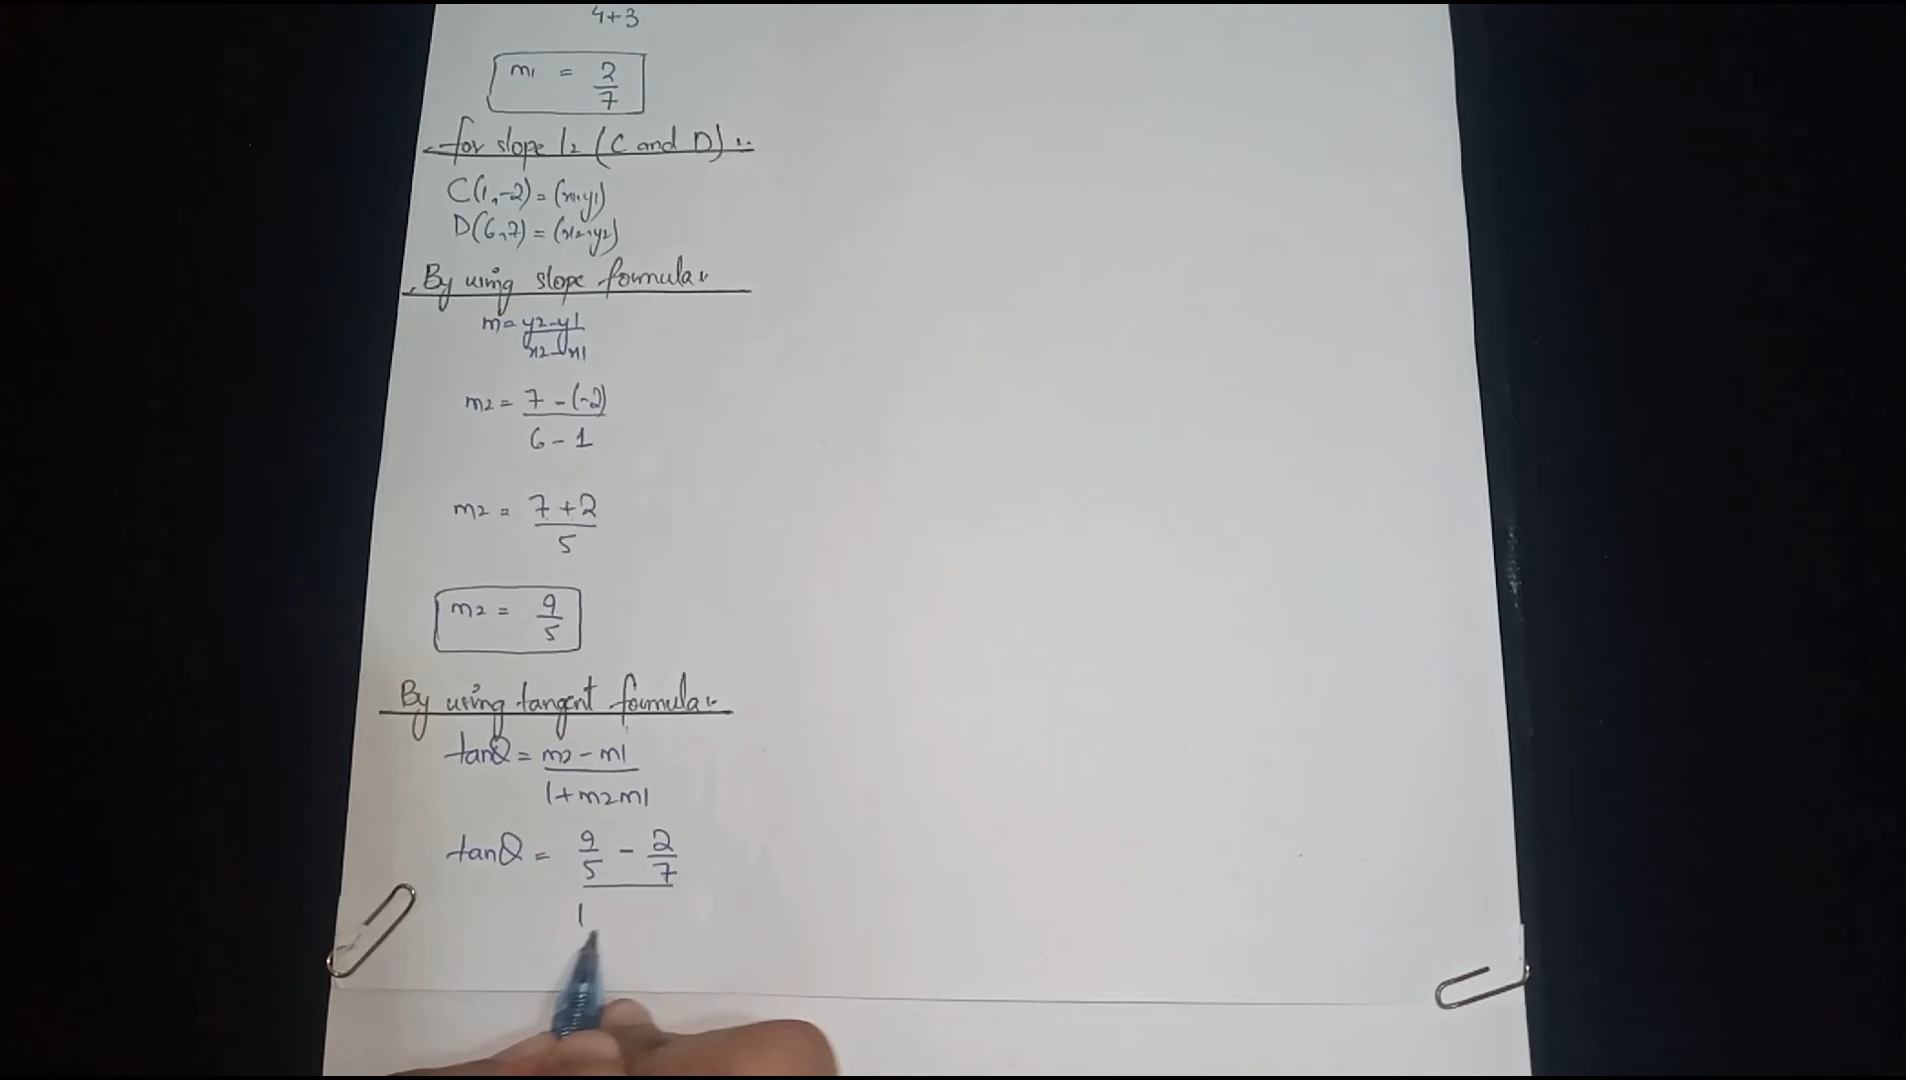 4+3
m1 = 2/7
for slope l2 (C and D):-
C(1,-2) = (x1,y1)
D(6,7) = (x2,y2)
By using slope formula:-
m = y2-y1/x2-x1
m2 = 7-(-2)/6-1
m2 = 7+2/5
m2 = 9/5
By using tangent formula:-
tanθ = m2-m1/1+m2m1
tanθ = 9/5 - 2/7
1